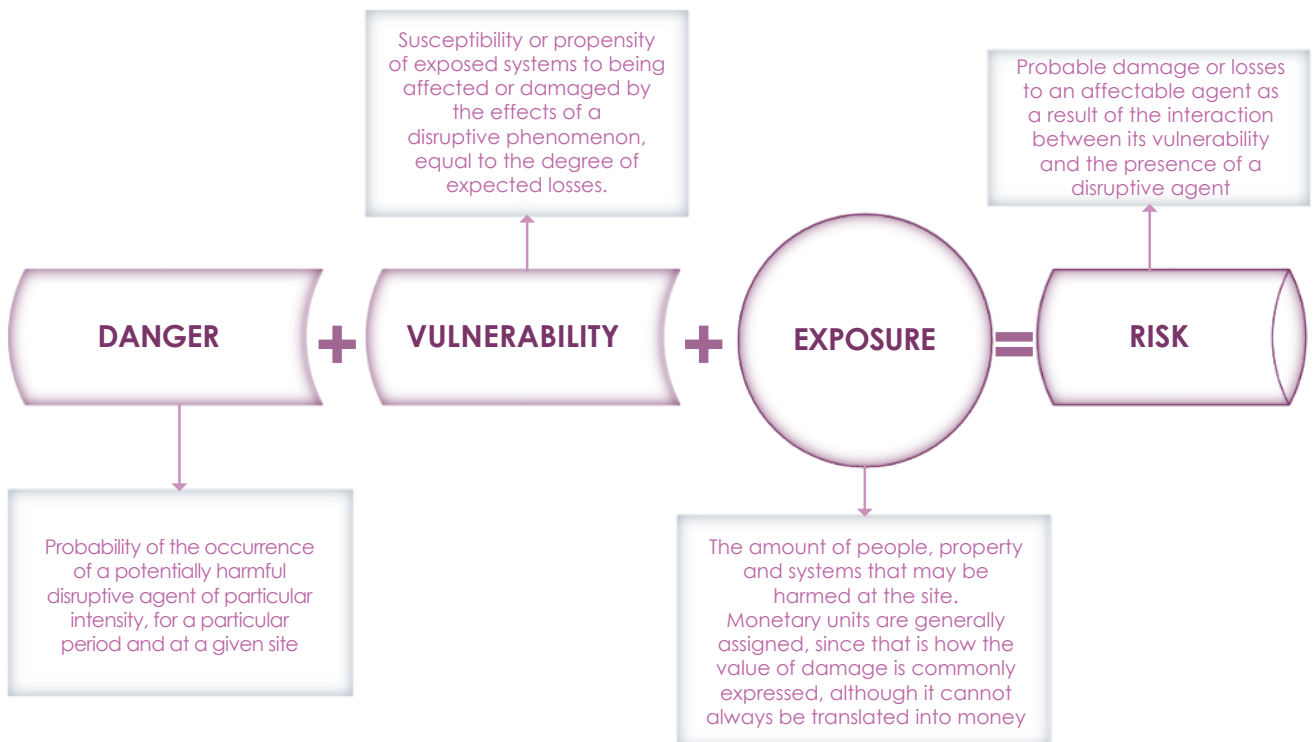 Susceptibility or propensity
of exposed systems to being
affected or damaged by
the effects of a
disruptive phenomenon,
equal to the degree of
expected losses.
Probable damage or losses
to an affectable agent as
a result of the interaction
between its vulnerability
and the presence of a
disruptive agent
DANGER
+
VULNERABILITY
+
EXPOSURE
=
RISK
Probability of the occurrence
of a potentially harmful
disruptive agent of particular
intensity, for a particular
period and at a given site
The amount of people, property
and systems that may be
harmed at the site.
Monetary units are generally
assigned, since that is how the
value of damage is commonly
expressed, although it cannot
always be translated into money